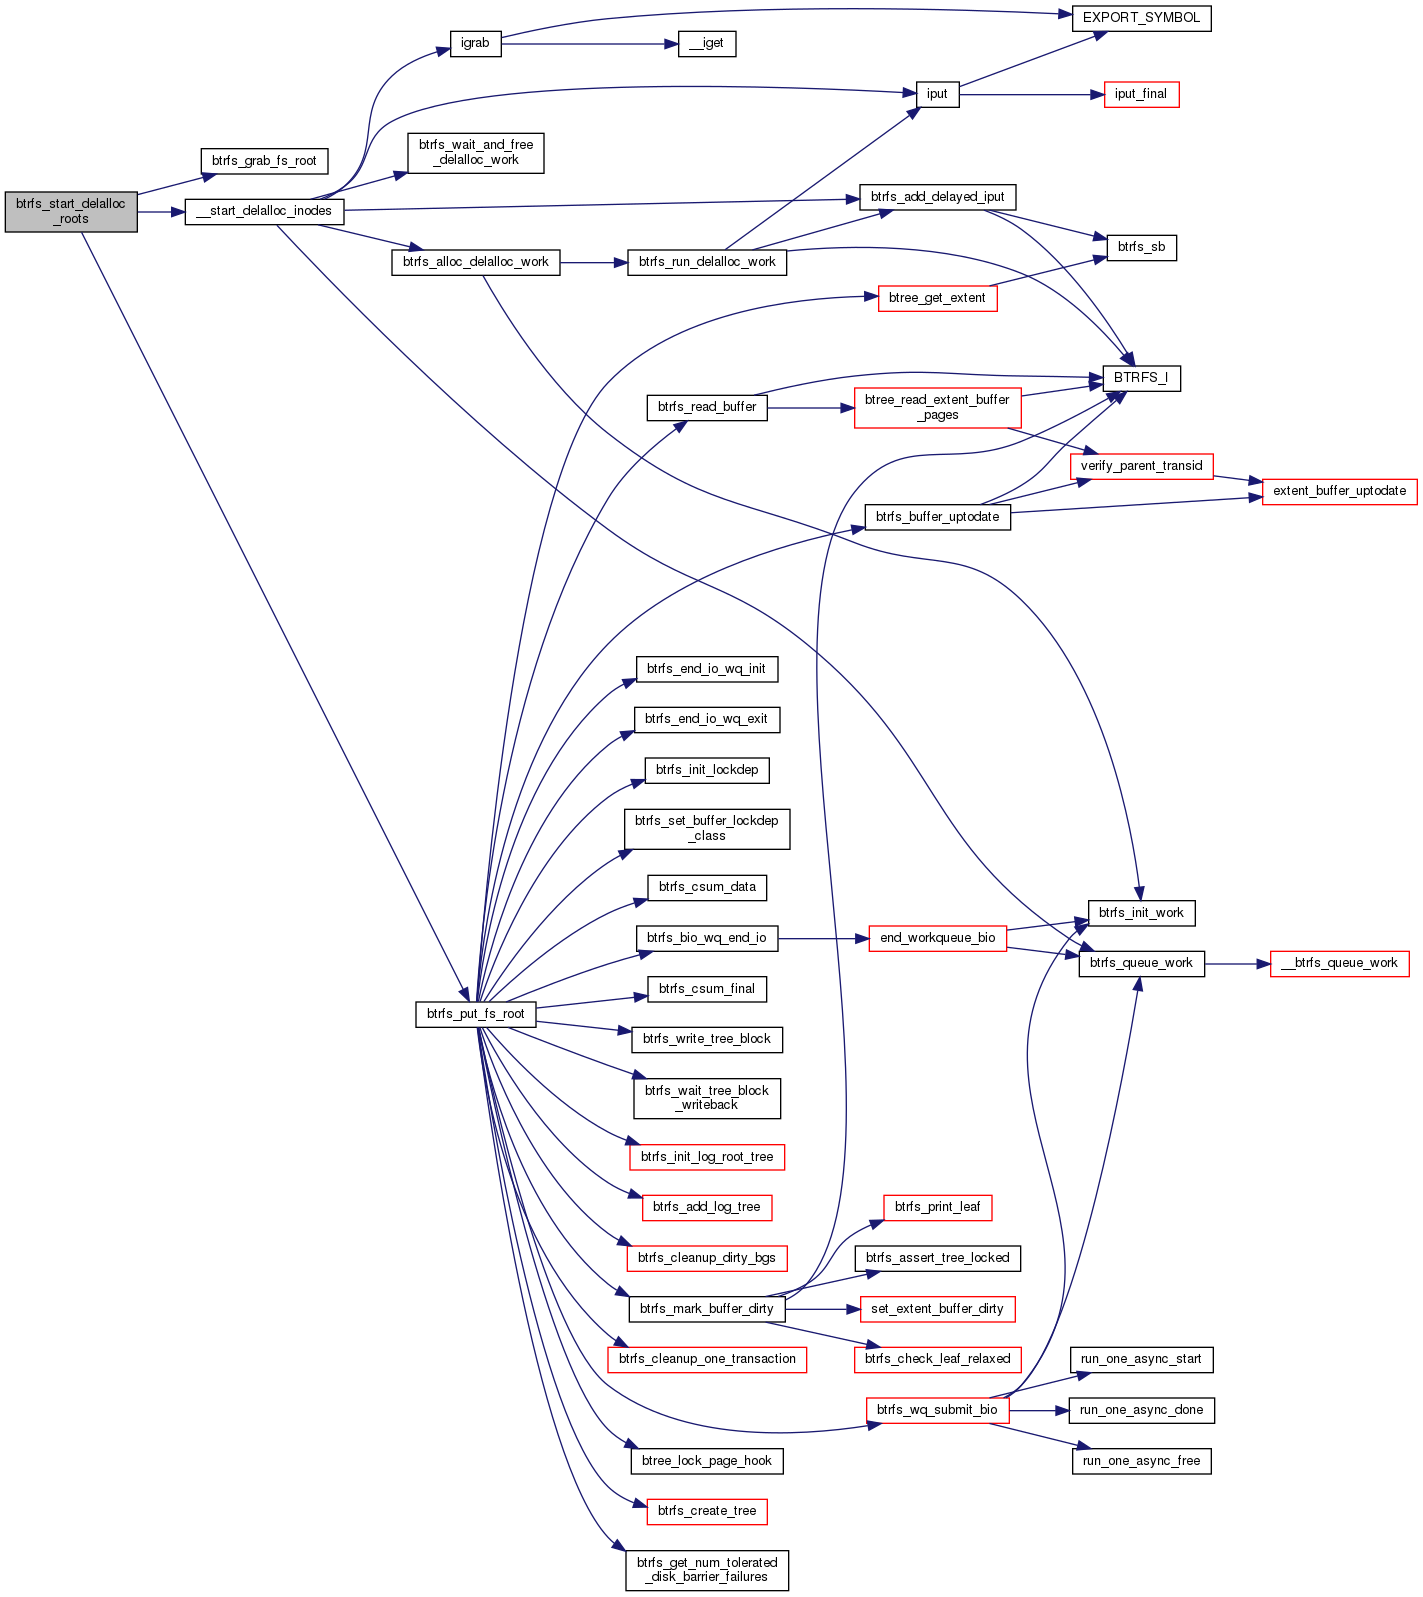 EXPORT_SYMBOL
igrab
__iget
iput
iput_final
btrfs_wait_and_free
_delalloc_work
btrfs_grab_fs_root
btrfs_start_delalloc
_roots
__start_delalloc_inodes
btrfs_add_delayed_iput
btrfs_sb
btrfs_alloc_delalloc_work
btrfs_run_delalloc_work
btree_get_extent
BTRFS_I
btrfs_read_buffer
btree_read_extent_buffer
_pages
verify_parent_transid
extent_buffer_uptodate
btrfs_buffer_uptodate
btrfs_end_io_wq_init
btrfs_end_io_wq_exit
btrfs_init_lockdep
btrfs_set_buffer_lockdep
_class
btrfs_csum_data
btrfs_init_work
btrfs_bio_wq_end_io
end_workqueue_bio
btrfs_queue_work
__btrfs_queue_work
btrfs_csum_final
btrfs_put_fs_root
btrfs_write_tree_block
btrfs_wait_tree_block
_writeback
btrfs_init_log_root_tree
btrfs_add_log_tree
btrfs_print_leaf
btrfs_cleanup_dirty_bgs
btrfs_assert_tree_locked
btrfs_mark_buffer_dirty
set_extent_buffer_dirty
btrfs_cleanup_one_transaction
btrfs_check_leaf_relaxed
run_one_async_start
btrfs_wq_submit_bio
run_one_async_done
btree_lock_page_hook
run_one_async_free
btrfs_create_tree
btrfs_get_num_tolerated
_disk_barrier_failures